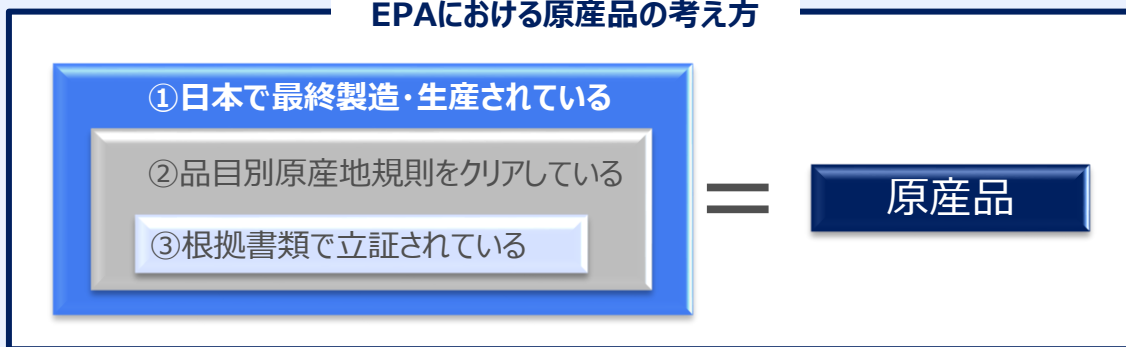 EPAにおける原産品の考え方
①日本で最終製造・生産されている
②品目別原産地規則をクリアしている
③根拠書類で立証されている
=
原産品